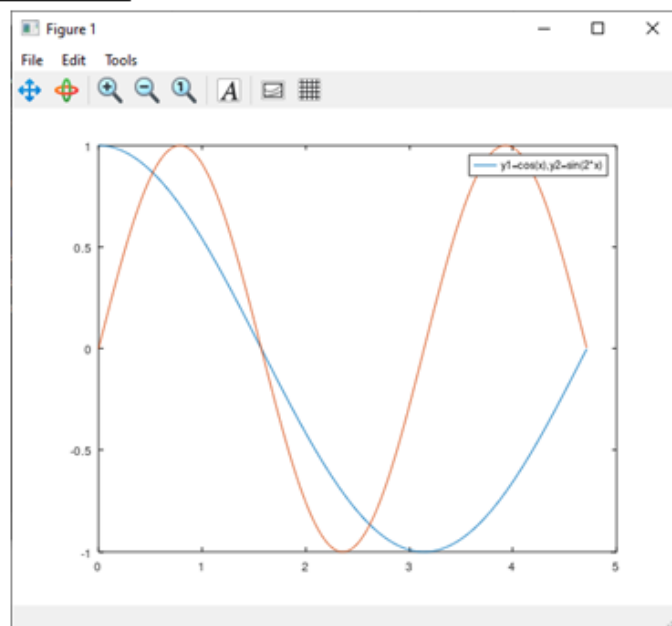 Figure 1
File Edit Tools
A
1
y1=cos(x),y2=sin(2*x)
0.5
0
-0.5
-1
0 1 2 3 4 5